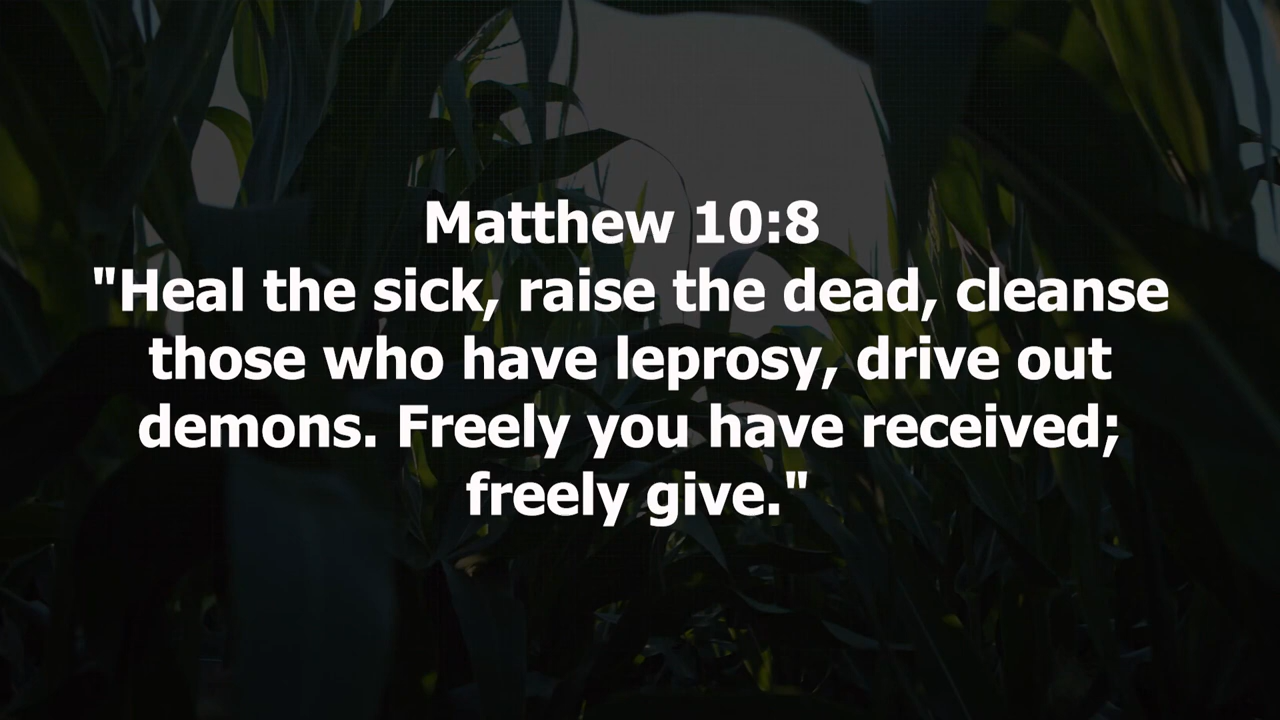 Matthew 10:8
"Heal the sick, raise the dead, cleanse
those who have leprosy, drive out
demons. Freely you have received;
freely give."